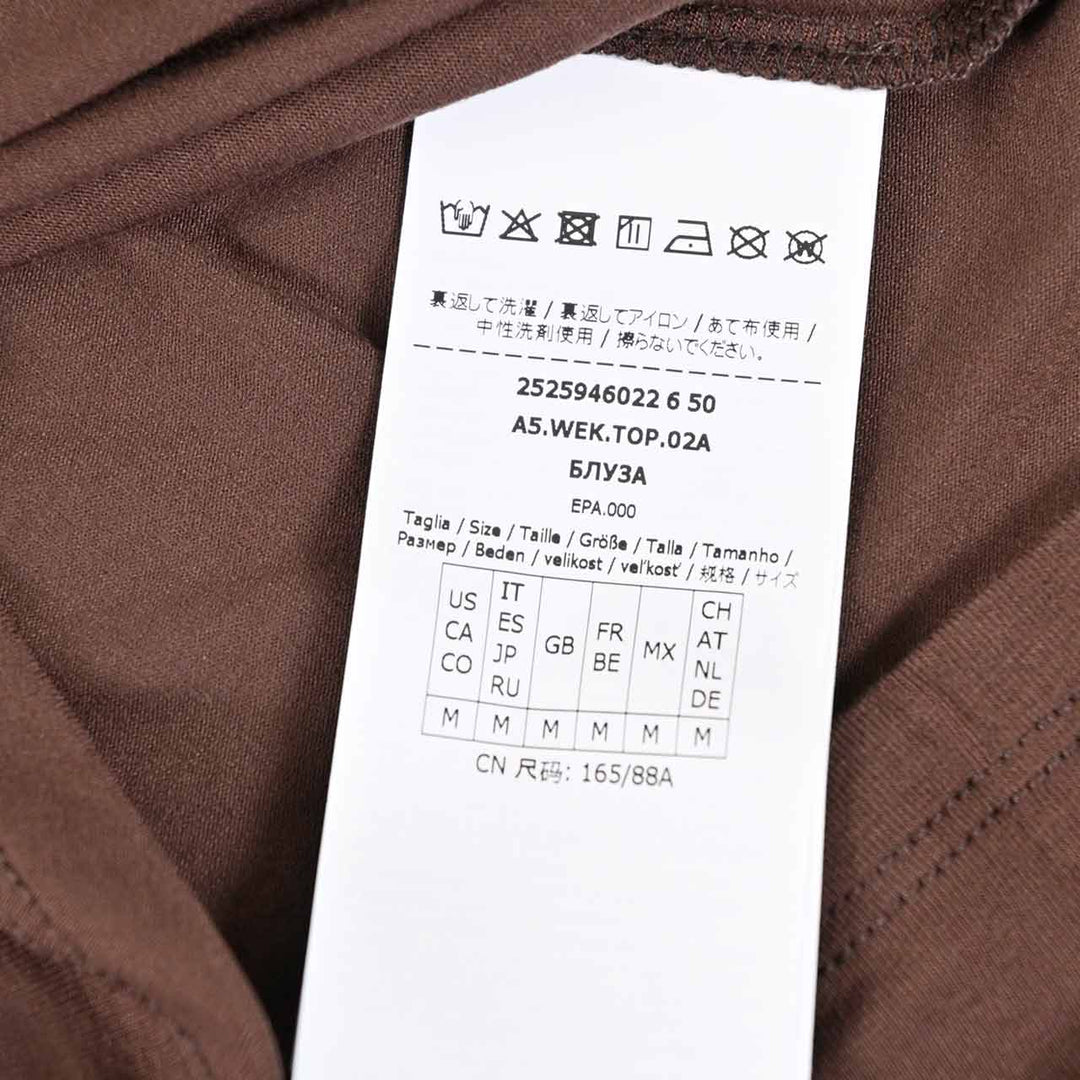 裏返して洗濯 / 裏返してアイロン / あて布使用 /
中性洗剤使用 / 擦らないでください。
2525946022 6 50
A5.WEK.TOP.02A
БЛУЗА
EPA.000
Taglia / Size / Taille / Größe / Talla / Tamanho /
Размер / Beden / velikost / veľkosť / 规格 / サイズ
US CA CO
IT ES JP RU
GB
FR BE
MX
CH AT NL DE
M M M M M M
CN 尺码: 165/88A